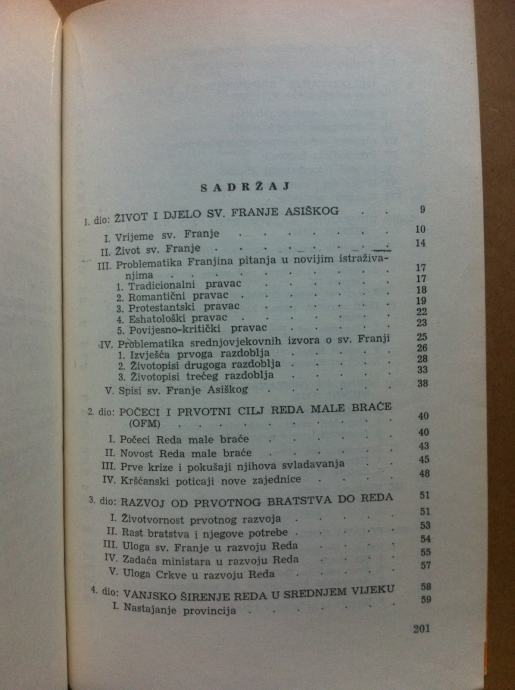 SADRŽAJ
1. dio: ŽIVOT I DJELO SV. FRANJE ASIŠKOG . . 9
I. Vrijeme sv. Franje . . . . . . 10
II. Život sv. Franje . . . . . . 14
III. Problematika Franjina pitanja u novijim istraživa-
njima . . . . . . . . 17
1. Tradicionalni pravac . . . . . 17
2. Romantični pravac . . . . . 18
3. Protestantski pravac . . . . . 19
4. Eshatološki pravac . . . . . 22
5. Povijesno-kritički pravac . . . . 23
IV. Problematika srednjovjekovnih izvora o sv. Franji 25
1. Izvješća prvoga razdoblja . . . . 26
2. Životopisi drugoga razdoblja . . . . 28
3. Životopisi trećeg razdoblja . . . . 33
V. Spisi sv. Franje Asiškog . . . . . 38
2. dio: POČECI I PRVOTNI CILJ REDA MALE BRAĆE
(OFM) . . . . . . . . 40
I. Počeci Reda male braće . . . . . 40
II. Novost Reda male braće . . . . . 43
III. Prve krize i pokušaji njihova svladavanja . . 45
IV. Kršćanski poticaji nove zajednice . . . . 48
3. dio: RAZVOJ OD PRVOTNOG BRATSTVA DO REDA 51
I. Životvornost prvotnog razvoja . . . . 51
II. Rast bratstva i njegove potrebe . . . . 53
III. Uloga sv. Franje u razvoju Reda . . . 54
IV. Zadaća ministara u razvoju Reda . . . 55
V. Uloga Crkve u razvoju Reda . . . . 57
4. dio: VANJSKO ŠIRENJE REDA U SREDNJEM VIJEKU 58
I. Nastajanje provincija . . . . . 59
201